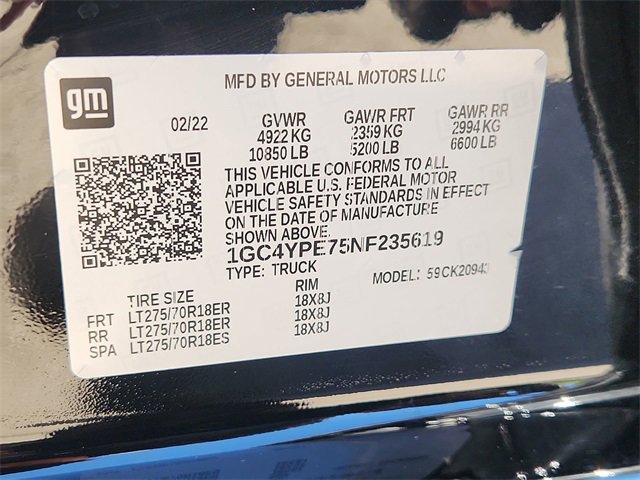 gm
MFD BY GENERAL MOTORS LLC
02/22 GVWR GAWR FRT GAWR RR
4922 KG 2359 KG 2994 KG
10850 LB 5200 LB 6600 LB
THIS VEHICLE CONFORMS TO ALL
APPLICABLE U.S. FEDERAL MOTOR
VEHICLE SAFETY STANDARDS IN EFFECT
ON THE DATE OF MANUFACTURE
SHOWN ABOVE.
1GC4YPE75NF235619
TYPE: TRUCK MODEL: 59CK20943
TIRE SIZE RIM
FRT LT275/70R18ER 18X8J
RR LT275/70R18ER 18X8J
SPA LT275/70R18ES 18X8J